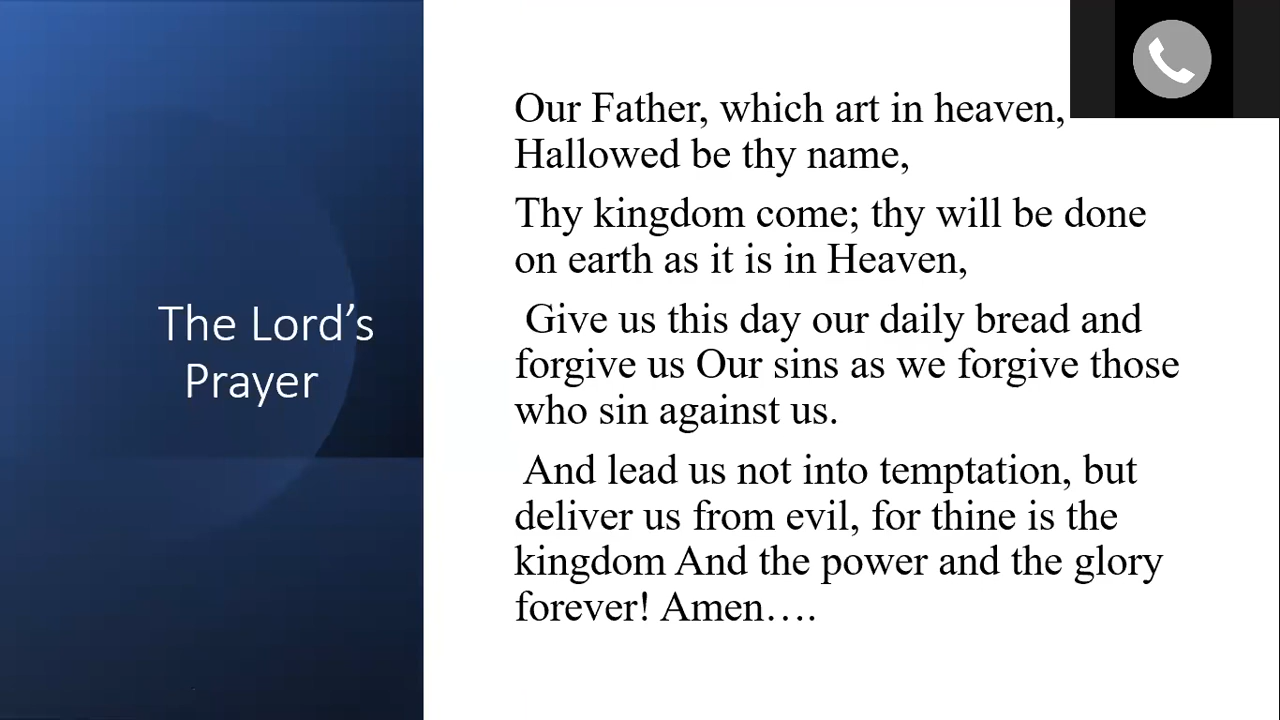 The Lord’s
Prayer
Our Father, which art in heaven,
Hallowed be thy name,
Thy kingdom come; thy will be done
on earth as it is in Heaven,
Give us this day our daily bread and
forgive us Our sins as we forgive those
who sin against us.
And lead us not into temptation, but
deliver us from evil, for thine is the
kingdom And the power and the glory
forever! Amen….